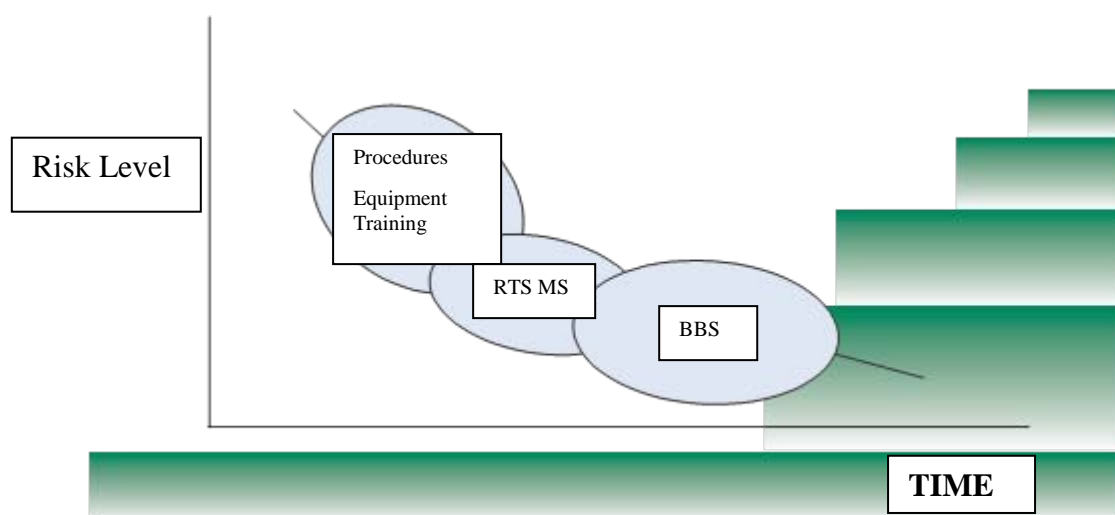 Risk Level
Procedures
Equipment
Training
RTS MS
BBS
TIME